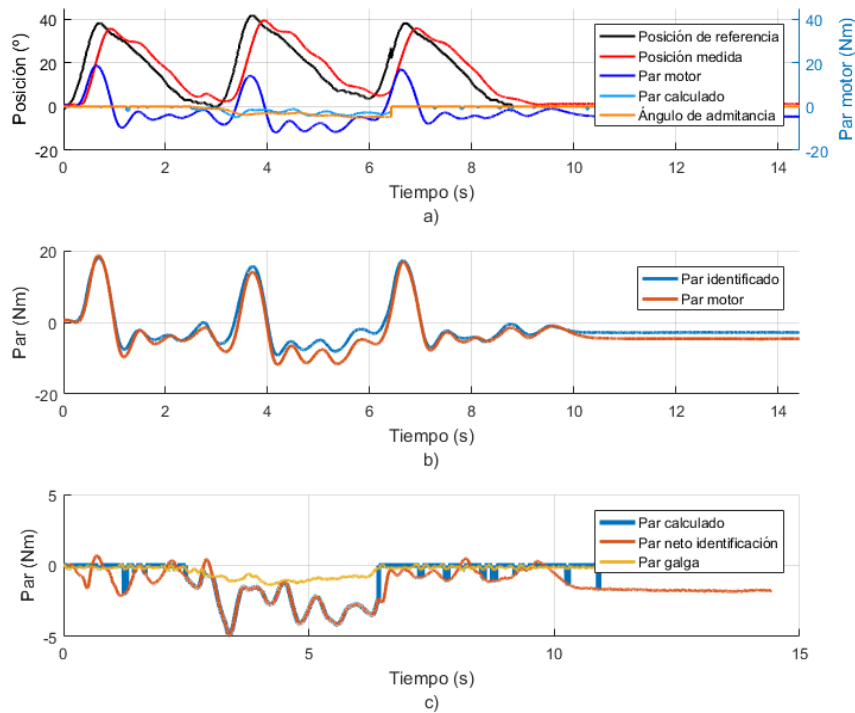 40
20
0
-20
Posición (º)
40
20
0
-20
Par motor (Nm)
Posición de referencia
Posición medida
Par motor
Par calculado
Ángulo de admitancia
0
2
4
6
8
10
12
14
Tiempo (s)
a)
20
0
-20
Par (Nm)
Par identificado
Par motor
0
2
4
6
8
10
12
14
Tiempo (s)
b)
5
0
-5
Par (Nm)
Par calculado
Par neto identificación
Par galga
0
5
10
15
Tiempo (s)
c)